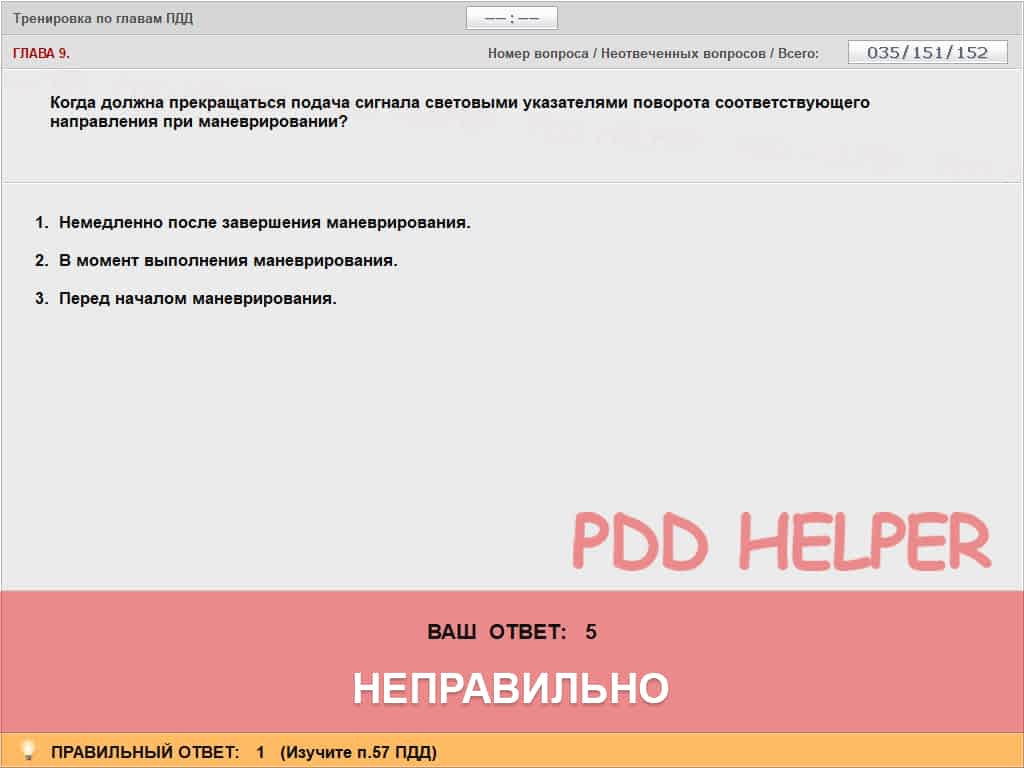 Тренировка по главам ПДД
–– : ––
ГЛАВА 9.
Номер вопроса / Неотвеченных вопросов / Всего:
035/151/152
Когда должна прекращаться подача сигнала световыми указателями поворота соответствующего
направления при маневрировании?
1. Немедленно после завершения маневрирования.
2. В момент выполнения маневрирования.
3. Перед началом маневрирования.
PDD HELPER
ВАШ ОТВЕТ: 5
НЕПРАВИЛЬНО
ПРАВИЛЬНЫЙ ОТВЕТ: 1 (Изучите п.57 ПДД)